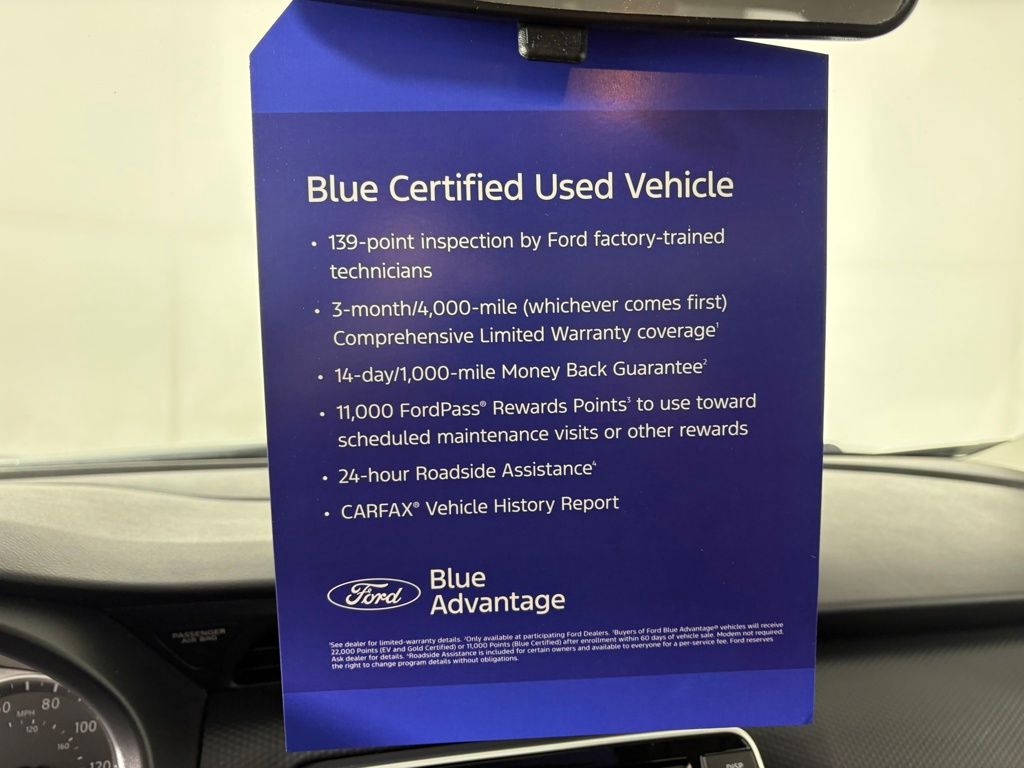 Blue Certified Used Vehicle
• 139-point inspection by Ford factory-trained
technicians
• 3-month/4,000-mile (whichever comes first)
Comprehensive Limited Warranty coverage¹
• 14-day/1,000-mile Money Back Guarantee²
• 11,000 FordPass® Rewards Points³ to use toward
scheduled maintenance visits or other rewards
• 24-hour Roadside Assistance⁴
• CARFAX® Vehicle History Report
Ford
Blue
Advantage
¹See dealer for limited-warranty details. ²Only available at participating Ford Dealers. ³Buyers of Ford Blue Advantage® vehicles will receive
22,000 Points (EV and Gold Certified) or 11,000 Points (Blue Certified) after enrollment within 60 days of vehicle sale. Modem not required.
Ask dealer for details. ⁴Roadside Assistance is included for certain owners and available to everyone for a per-service fee. Ford reserves
the right to change program details without obligations.
PASSENGER
AIR BAG
80
MPH
100
120
160
120
DISP